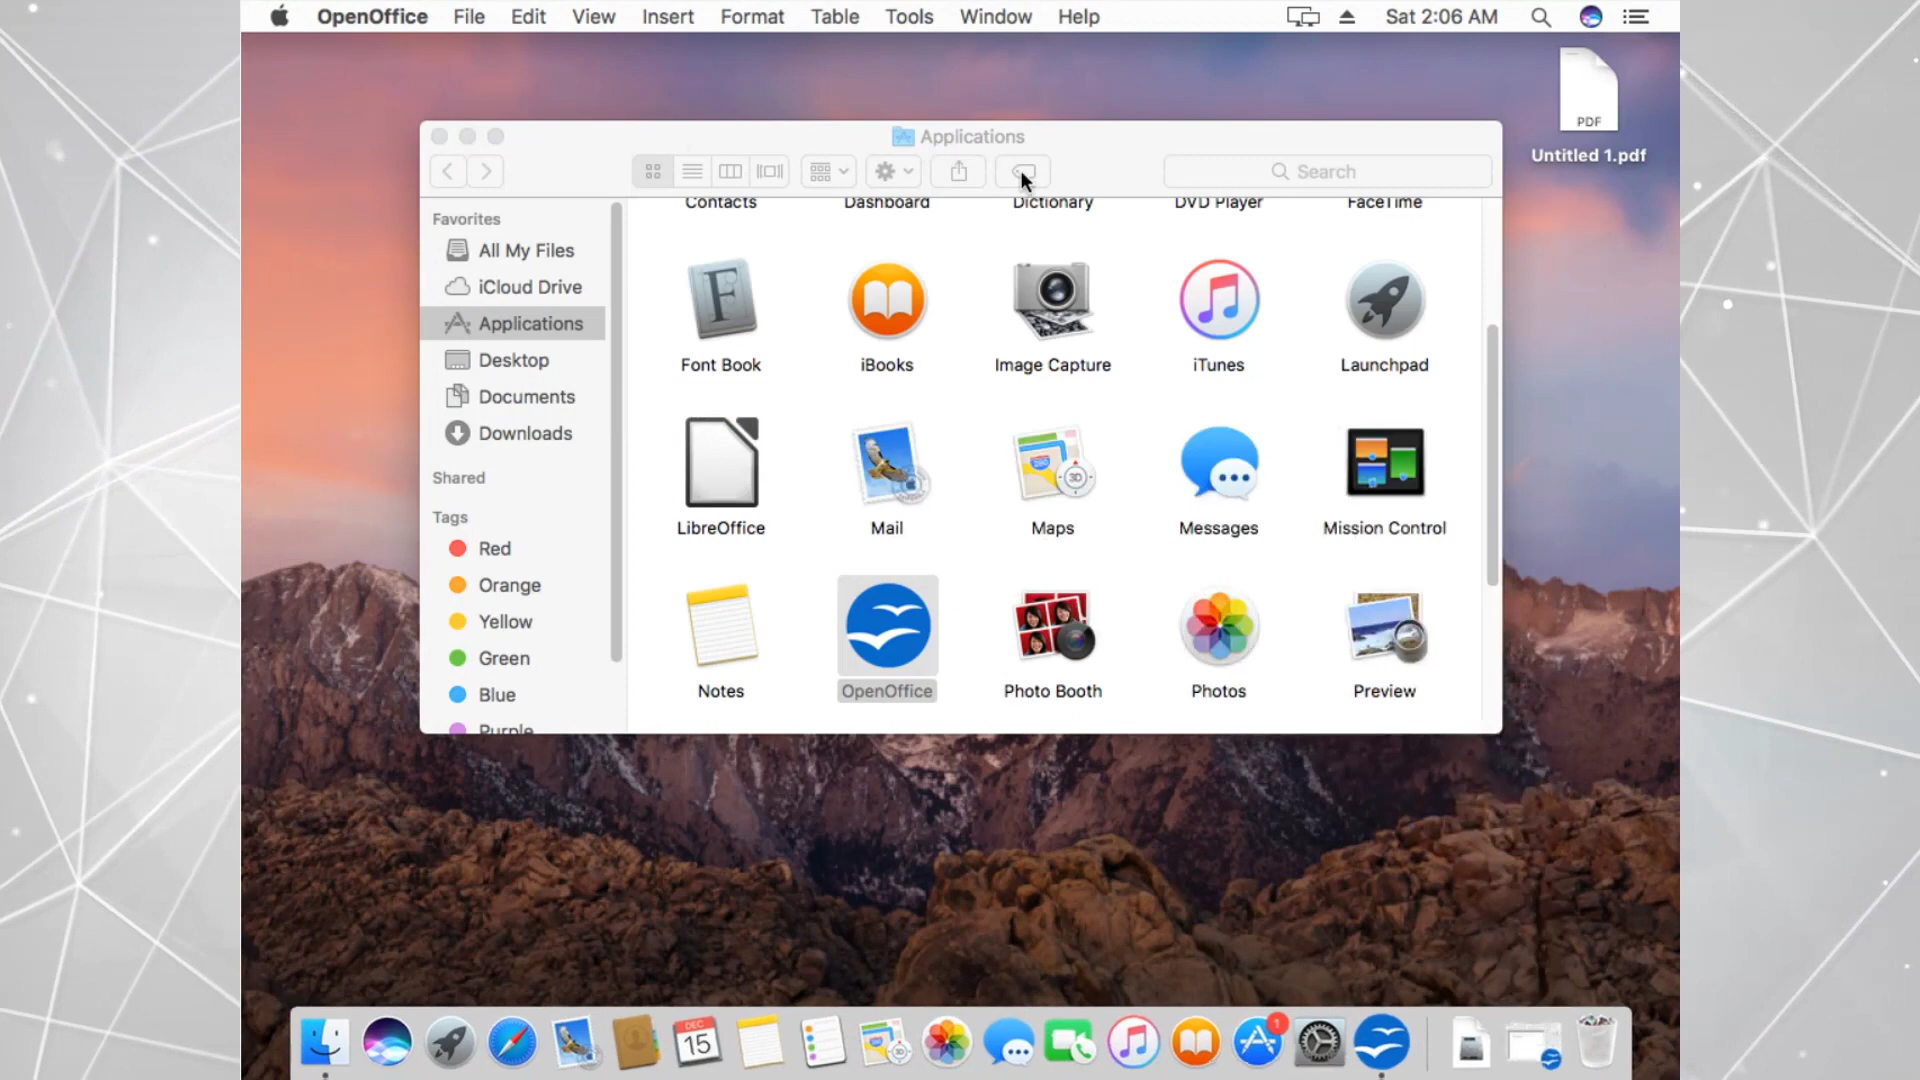 OpenOffice File Edit View Insert Format Table Tools Window Help Sat 2:06 AM
PDF
Untitled 1.pdf
Applications
Search
Favorites
All My Files
iCloud Drive
Applications
Desktop
Documents
Downloads
Shared
Tags
Red
Orange
Yellow
Green
Blue
Purple
Contacts Dashboard Dictionary DVD Player FaceTime
Font Book iBooks Image Capture iTunes Launchpad
LibreOffice Mail Maps Messages Mission Control
Notes OpenOffice Photo Booth Photos Preview
DEC
15
1